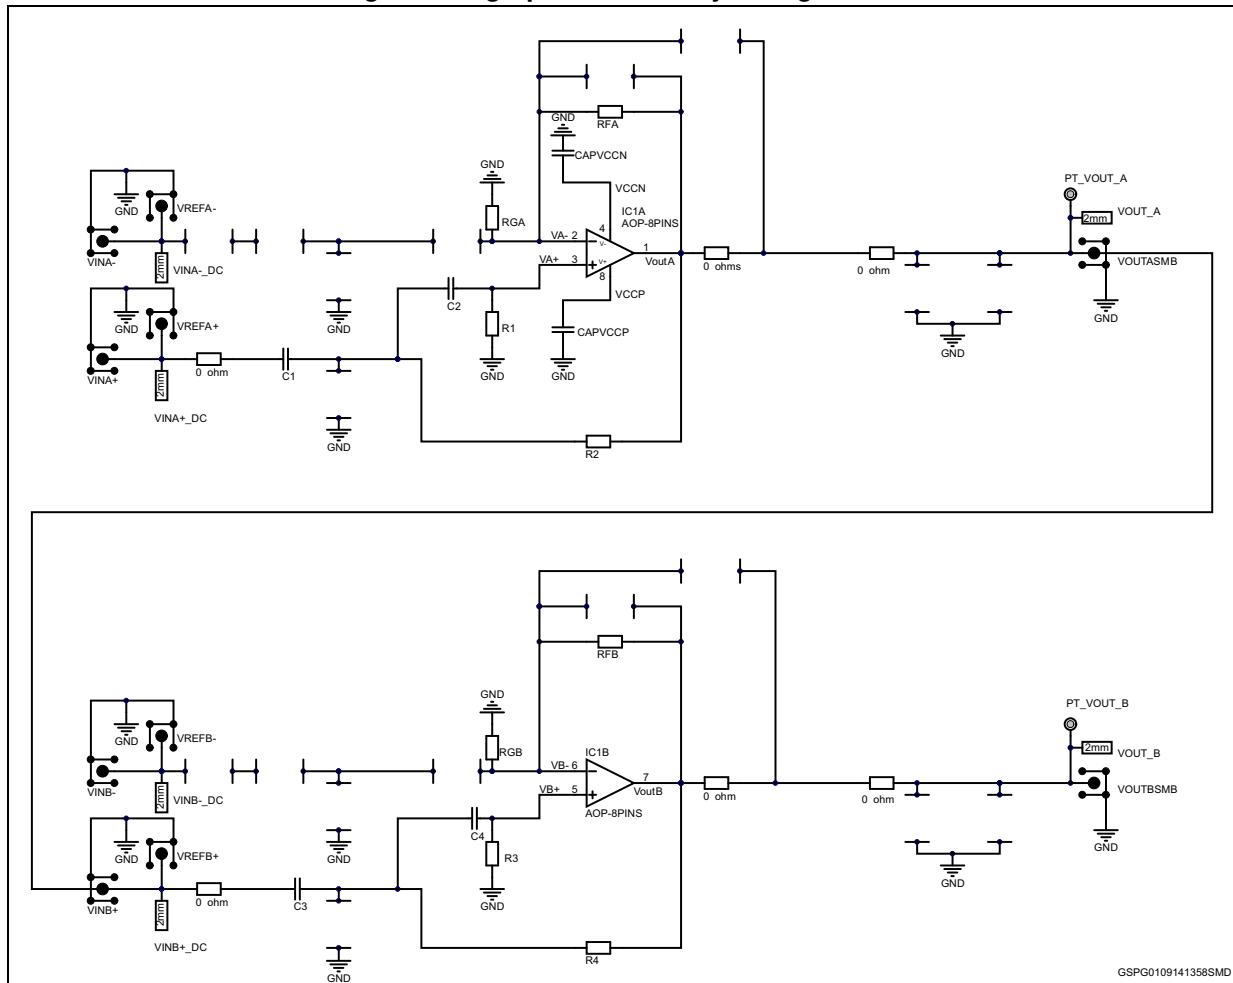 GND
RFA
CAPVCCN
GND
VCCN
PT_VOUT_A
VREFA-
GND
RGA
IC1A
AOP-8PINS
2mm
VOUT_A
VA- 2
4
V-
1
VINA-
2mm
VINA-_DC
VA+ 3
V+
8
VoutA
0 ohms
0 ohm
VOUTASMB
C2
VCCP
GND
VREFA+
GND
R1
CAPVCCP
GND
GND
GND
GND
VINA+
2mm
0 ohm
C1
VINA+_DC
GND
R2
PT_VOUT_B
RFB
GND
VREFB-
GND
RGB
IC1B
2mm
VOUT_B
VB- 6
7
VINB-
2mm
VINB-_DC
VB+ 5
VoutB
0 ohm
0 ohm
VOUTBSMB
AOP-8PINS
C4
GND
VREFB+
GND
R3
GND
GND
GND
VINB+
2mm
0 ohm
C3
VINB+_DC
R4
GND
GSPG0109141358SMD